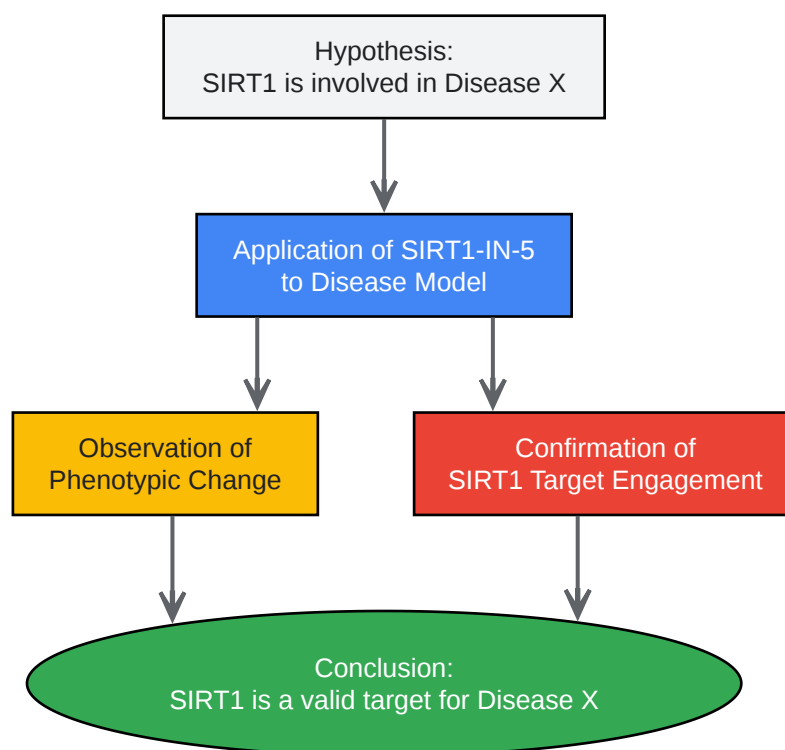 Hypothesis:
SIRT1 is involved in Disease X
Application of SIRT1-IN-5
to Disease Model
Observation of
Phenotypic Change
Confirmation of
SIRT1 Target Engagement
Conclusion:
SIRT1 is a valid target for Disease X